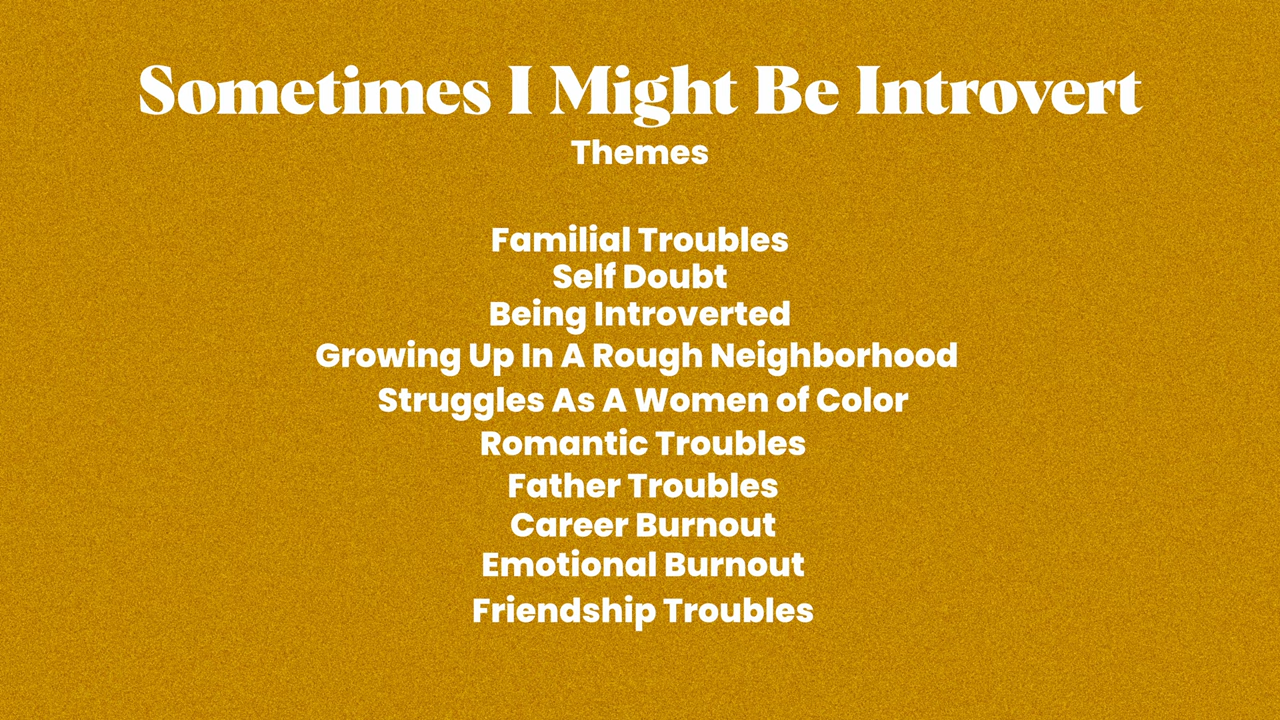 Sometimes I Might Be Introvert
Themes
Familial Troubles
Self Doubt
Being Introverted
Growing Up In A Rough Neighborhood
Struggles As A Women of Color
Romantic Troubles
Father Troubles
Career Burnout
Emotional Burnout
Friendship Troubles